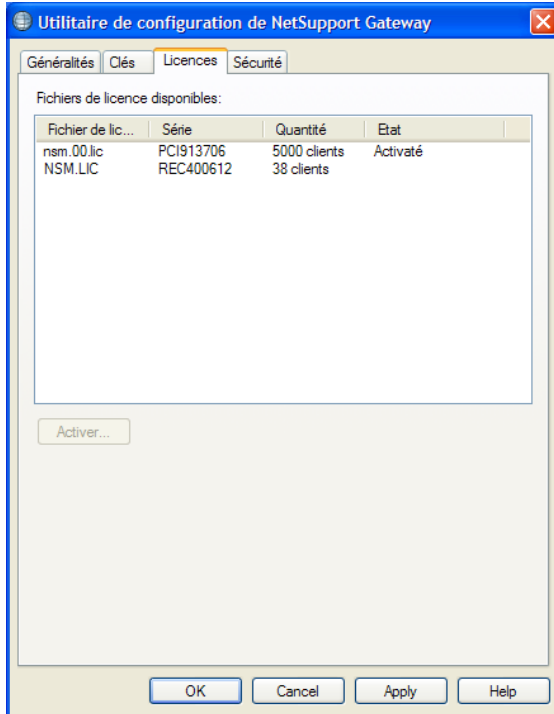 Utilitaire de configuration de NetSupport Gateway
Généralités Clés Licences Sécurité
Fichiers de licence disponibles:
Fichier de lic... Série Quantité Etat
nsm.00.lic PCI913706 5000 clients Activaté
NSM.LIC REC400612 38 clients
Activer...
OK Cancel Apply Help